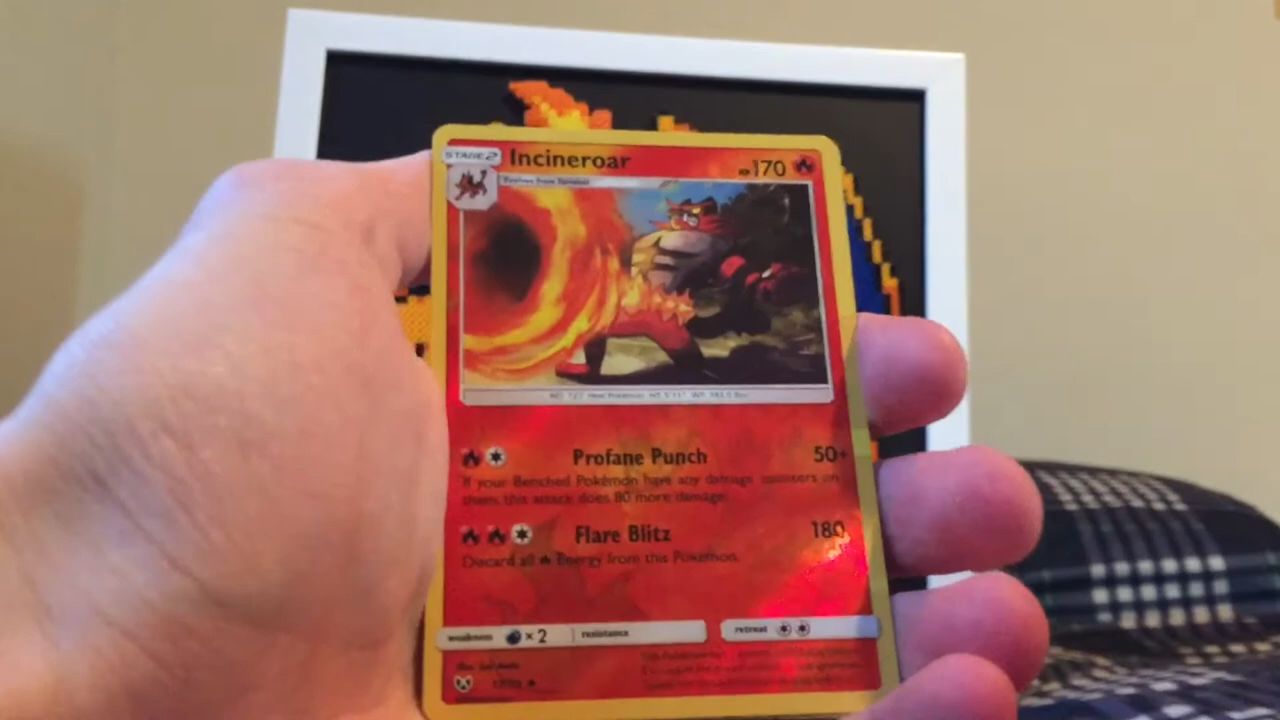 STAGE2
Incineroar
HP170
Evolves from Torracat
Profane Punch 50+
If your Benched Pokémon have any damage counters on
them, this attack does 80 more damage.
Flare Blitz 180
Discard all Energy from this Pokémon.
weakness ×2 resistance retreat